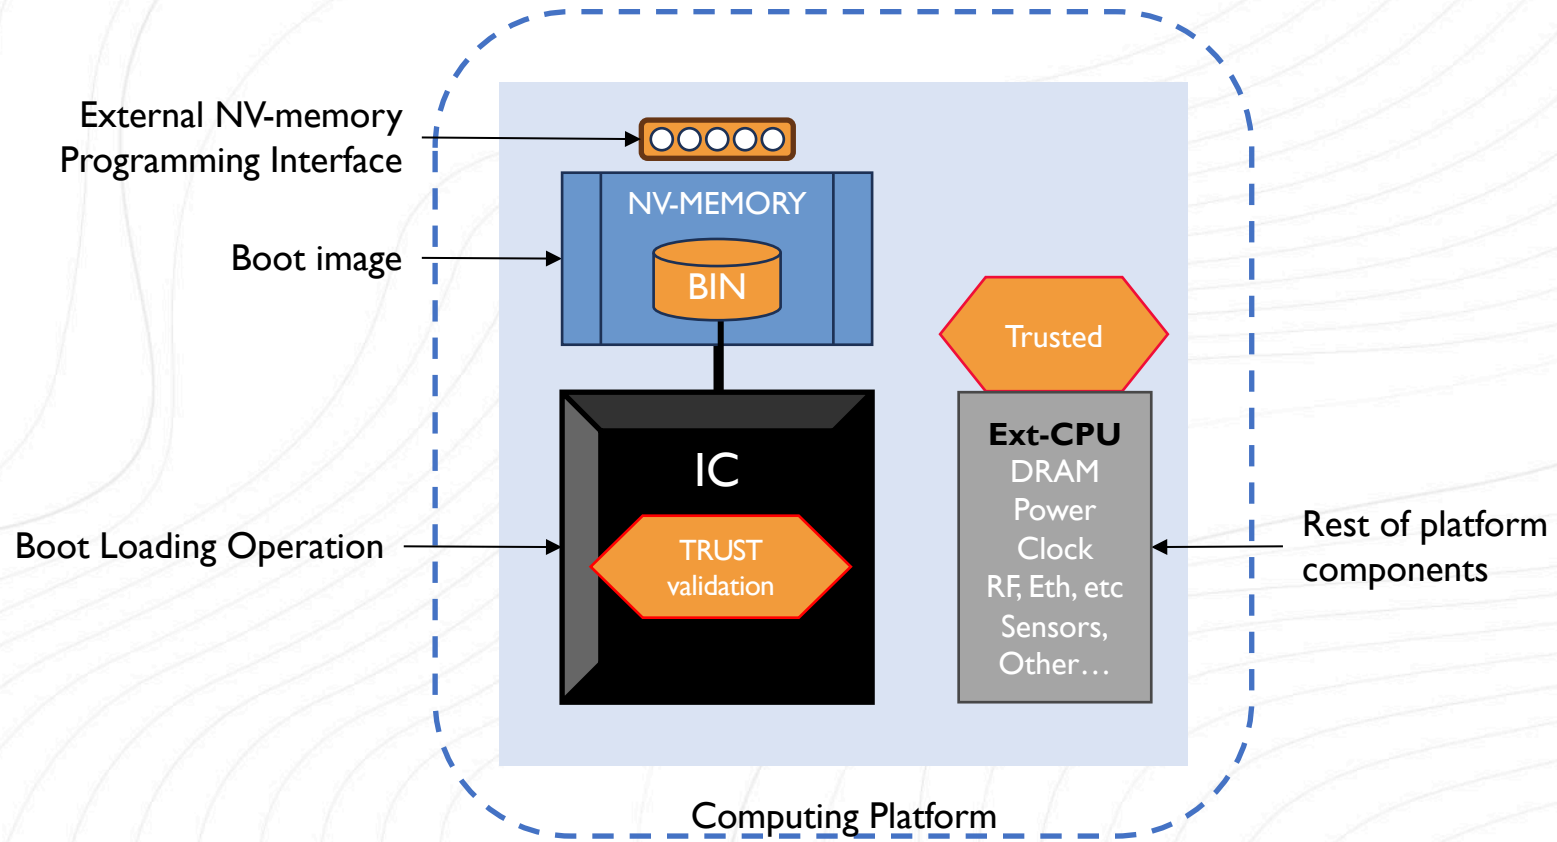 External NV-memory
Programming Interface
NV-MEMORY
Boot image
BIN
Trusted
Ext-CPU
DRAM
Power
Clock
RF, Eth, etc
Sensors,
Other…
IC
TRUST
validation
Boot Loading Operation
Rest of platform
components
Computing Platform